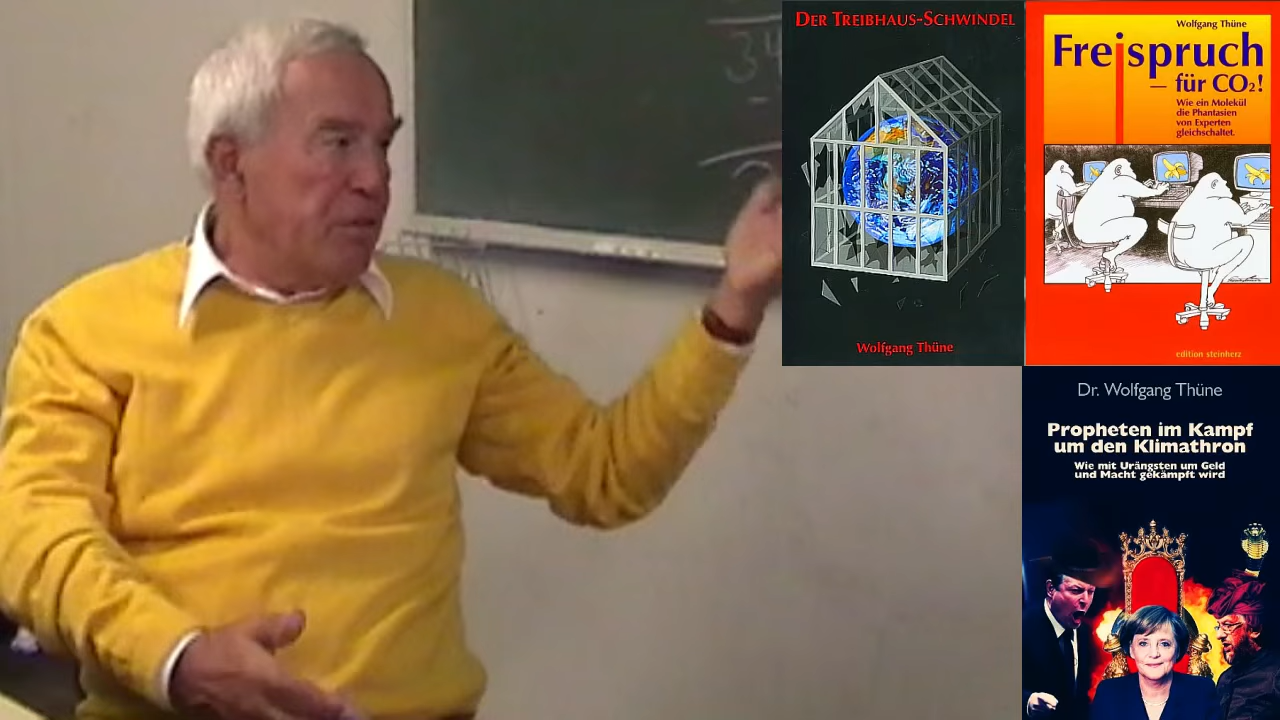 DER TREIBHAUS-SCHWINDEL
Wolfgang Thüne
Wolfgang Thüne
Freispruch
— für CO₂!
Wie ein Molekül
die Phantasien
von Experten
gleichschaltet.
edition steinherz
Dr. Wolfgang Thüne
Propheten im Kampf
um den Klimathron
Wie mit Urängsten um Geld
und Macht gekämpft wird